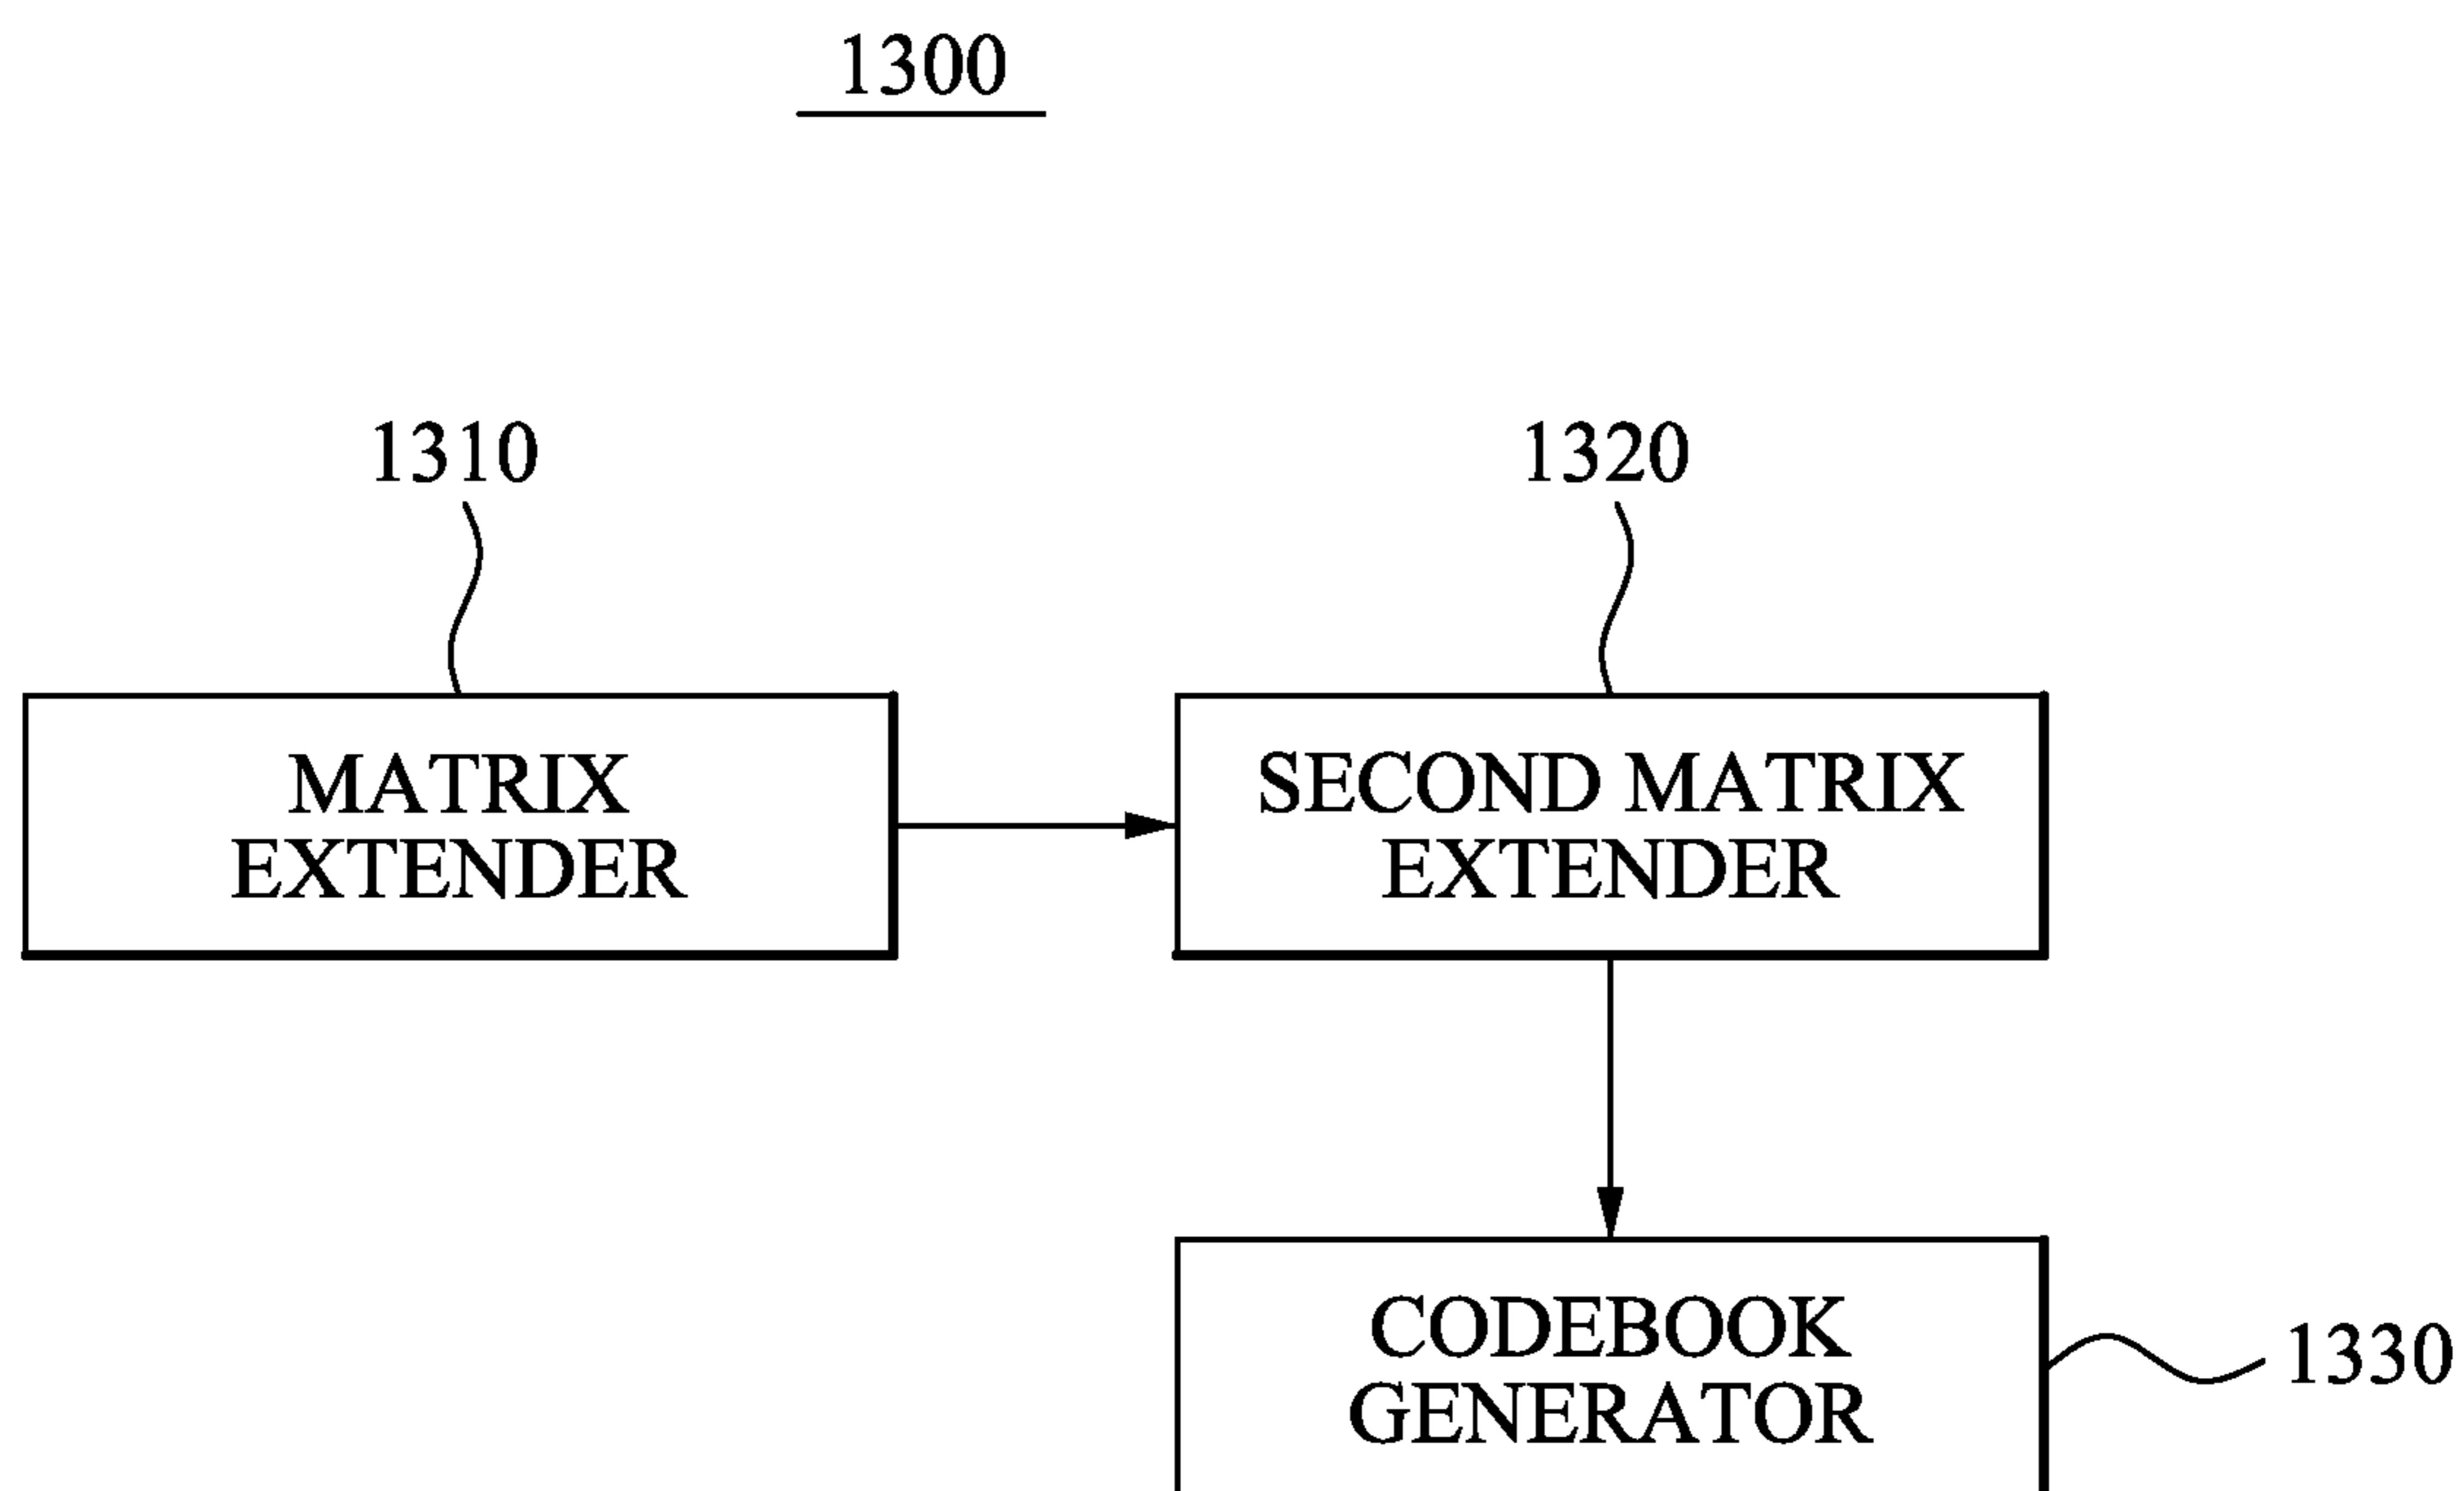 1300
1310
1320
MATRIX
EXTENDER
SECOND MATRIX
EXTENDER
CODEBOOK
GENERATOR
1330